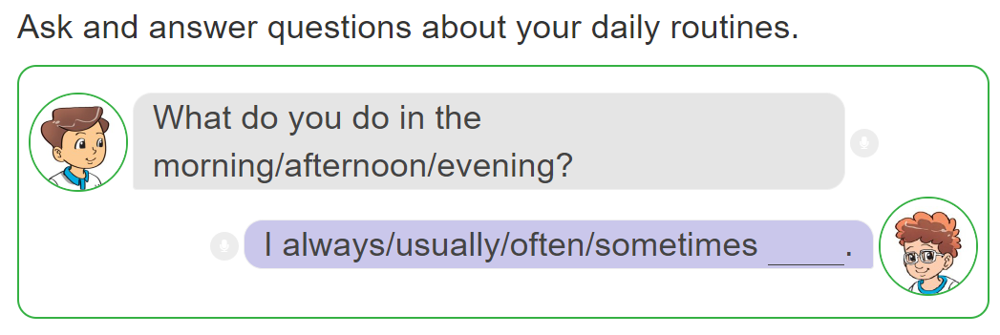 Ask and answer questions about your daily routines.
What do you do in the
morning/afternoon/evening?
I always/usually/often/sometimes _____.